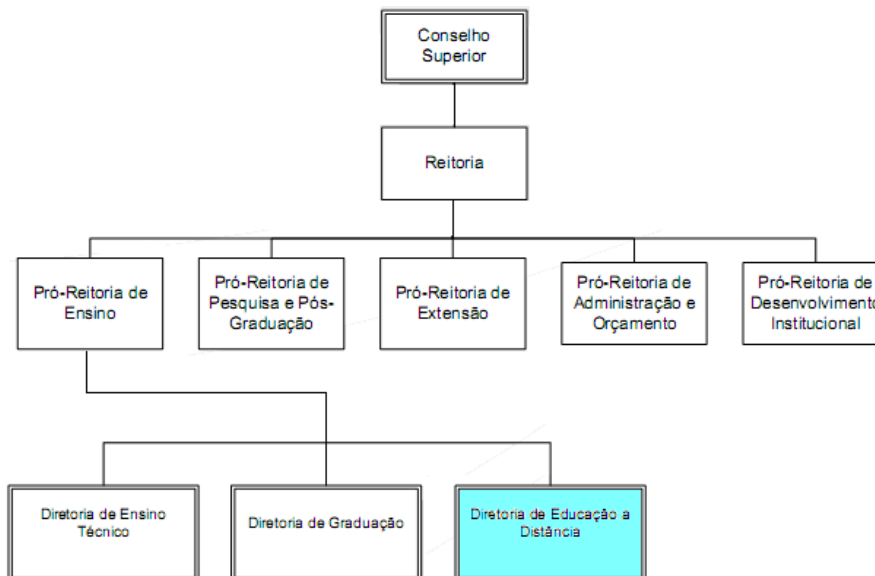 Conselho
Superior
Reitoria
Pró-Reitoria de
Ensino
Pró-Reitoria de
Pesquisa e Pós-
Graduação
Pró-Reitoria de
Extensão
Pró-Reitoria de
Administração e
Orçamento
Pró-Reitoria de
Desenvolvimento
Institucional
Diretoria de Ensino
Técnico
Diretoria de Graduação
Diretoria de Educação a
Distância